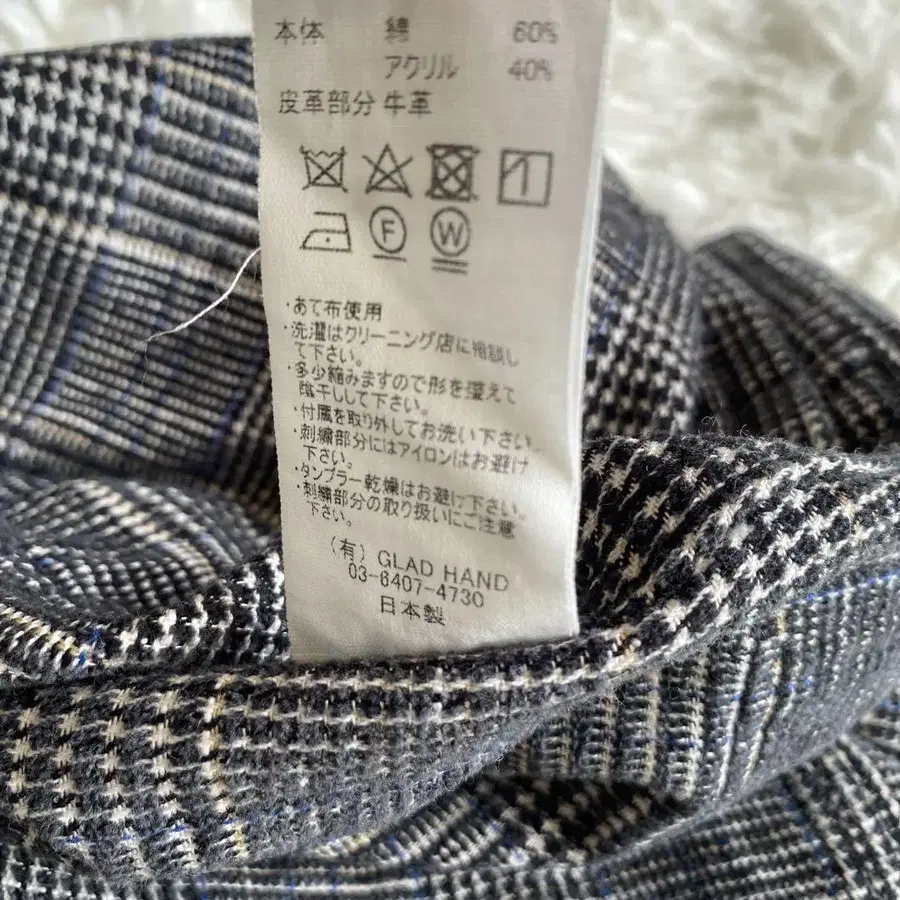 本体 綿 60%
アクリル 40%
皮革部分 牛革
F W
・あて布使用
・洗濯はクリーニング店に相談し
て下さい。
・多少縮みますので形を整えて
陰干しして下さい。
・付属を取り外してお洗い下さい。
・刺繍部分にはアイロンはお避け
下さい。
・タンブラー乾燥はお避け下さい。
・刺繍部分の取り扱いにご注意
下さい。
(有) GLAD HAND
03-6407-4730
日本製